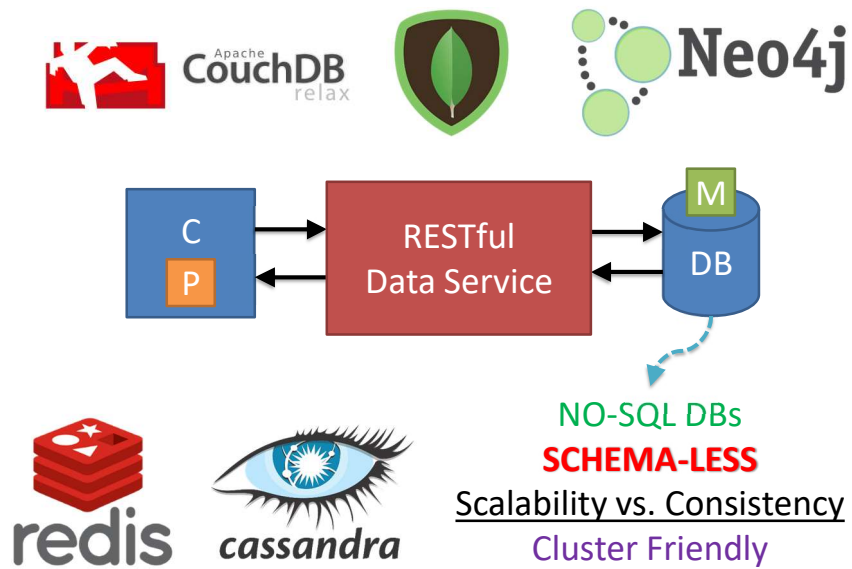 Apache
CouchDB
relax
Neo4j
C
P
RESTful
Data Service
M
DB
redis
cassandra
NO-SQL DBs
SCHEMA-LESS
Scalability vs. Consistency
Cluster Friendly